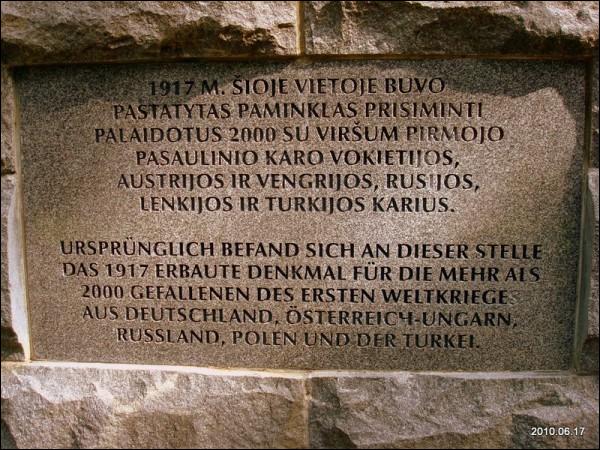 1917 M. ŠIOJE VIETOJE BUVO
PASTATYTAS PAMINKLAS PRISIMINTI
PALAIDOTUS 2000 SU VIRŠUM PIRMOJO
PASAULINIO KARO VOKIETIJOS,
AUSTRIJOS IR VENGRIJOS, RUSIJOS,
LENKIJOS IR TURKIJOS KARIUS.
URSPRÜNGLICH BEFAND SICH AN DIESER STELLE
DAS 1917 ERBAUTE DENKMAL FÜR DIE MEHR ALS
2000 GEFALLENEN DES ERSTEN WELTKRIEGES
AUS DEUTSCHLAND, ÖSTERREICH-UNGARN,
RUSSLAND, POLEN UND DER TURKEI.
2010.06.17